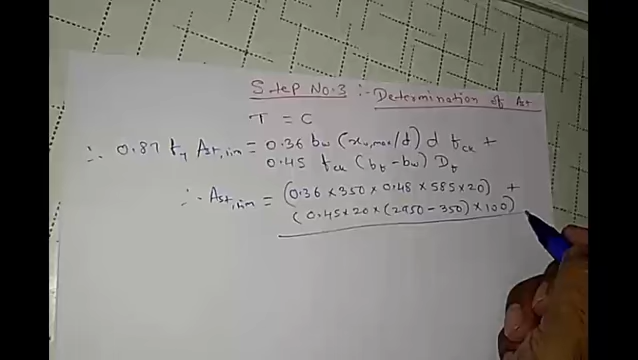 Step No.3 :- Determination of Ast
T = C
∴ 0.87 fy Ast,lim = 0.36 bw (xu,max/d) d fck +
0.45 fck (bf - bw) Df
∴ Ast,lim = (0.36 × 350 × 0.48 × 585 × 20) +
(0.45 × 20 × (2950 - 350) × 100)